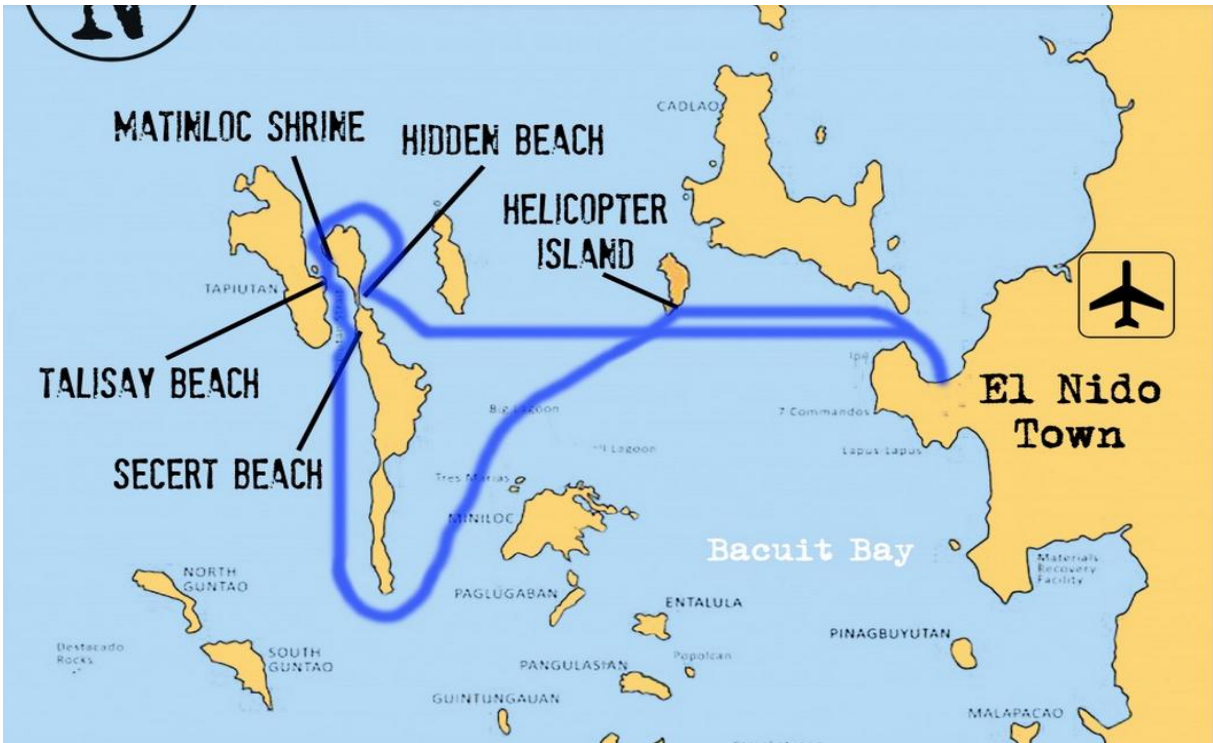 N
MATINLOC SHRINE
HIDDEN BEACH
CADLAO
HELICOPTER
ISLAND
TAPIUTAN
TALISAY BEACH
El Nido
Town
7 Commandos
Big Lagoon
Lapus Lapus
Lagoon
SECERT BEACH
Tres Marias
MINILOC
Bacuit Bay
Materials
Recovery
Facility
NORTH
GUNTAO
PAGLUGABAN
ENTALULA
PINAGBUYUTAN
Destacado
Rocks
SOUTH
GUNTAO
PANGULASIAN
Popolcan
GUINTUNGAUAN
MALAPACAO